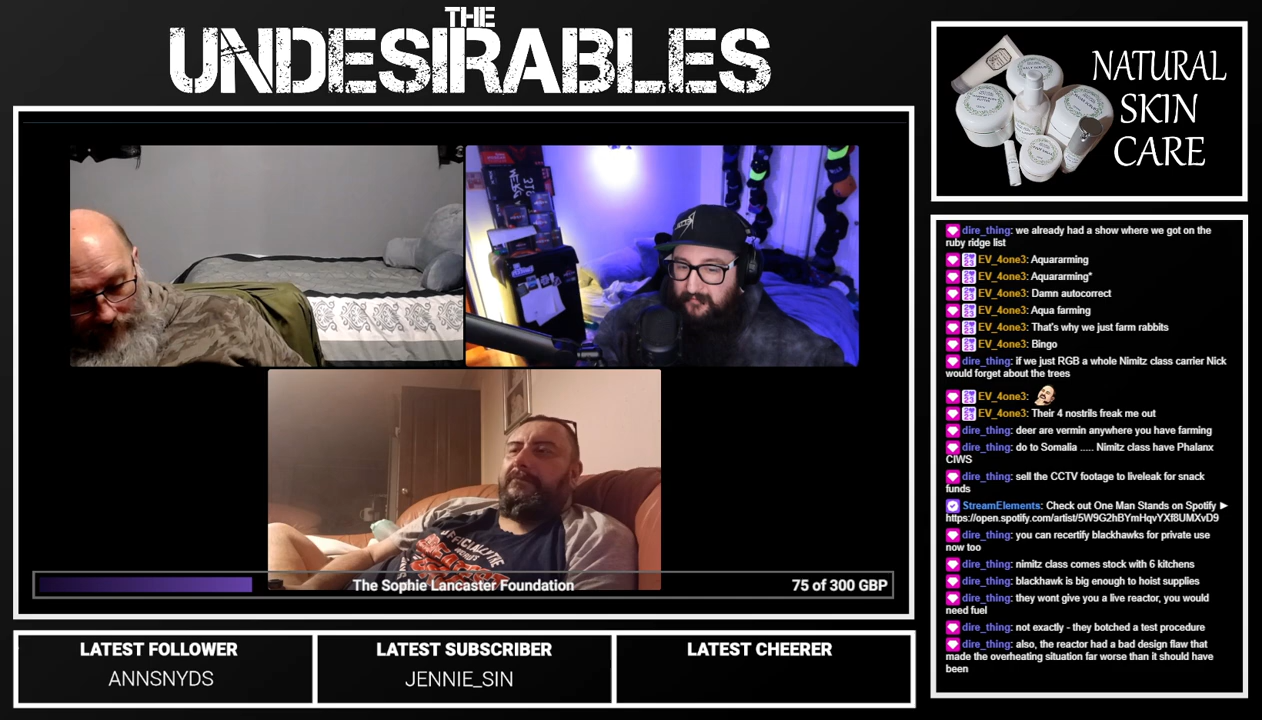 THE
UNDESIRABLES
NATURAL
SKIN
CARE
dire_thing: we already had a show where we got on the
ruby ridge list
EV_4one3: Aquararming
EV_4one3: Aquararming*
EV_4one3: Damn autocorrect
EV_4one3: Aqua farming
EV_4one3: That's why we just farm rabbits
EV_4one3: Bingo
dire_thing: if we just RGB a whole Nimitz class carrier Nick
would forget about the trees
EV_4one3:
EV_4one3: Their 4 nostrils freak me out
dire_thing: deer are vermin anywhere you have farming
dire_thing: do to Somalia ..... Nimitz class have Phalanx
CIWS
dire_thing: sell the CCTV footage to liveleak for snack
funds
StreamElements: Check out One Man Stands on Spotify ►
https://open.spotify.com/artist/5W9G2hBYmHqvYXf8UMXvD9
dire_thing: you can recertify blackhawks for private use
now too
dire_thing: nimitz class comes stock with 6 kitchens
dire_thing: blackhawk is big enough to hoist supplies
dire_thing: they wont give you a live reactor, you would
need fuel
dire_thing: not exactly - they botched a test procedure
dire_thing: also, the reactor had a bad design flaw that
made the overheating situation far worse than it should have
been
OFFICIALLY THE
The Sophie Lancaster Foundation
75 of 300 GBP
LATEST FOLLOWER
ANNSNYDS
LATEST SUBSCRIBER
JENNIE_SIN
LATEST CHEERER